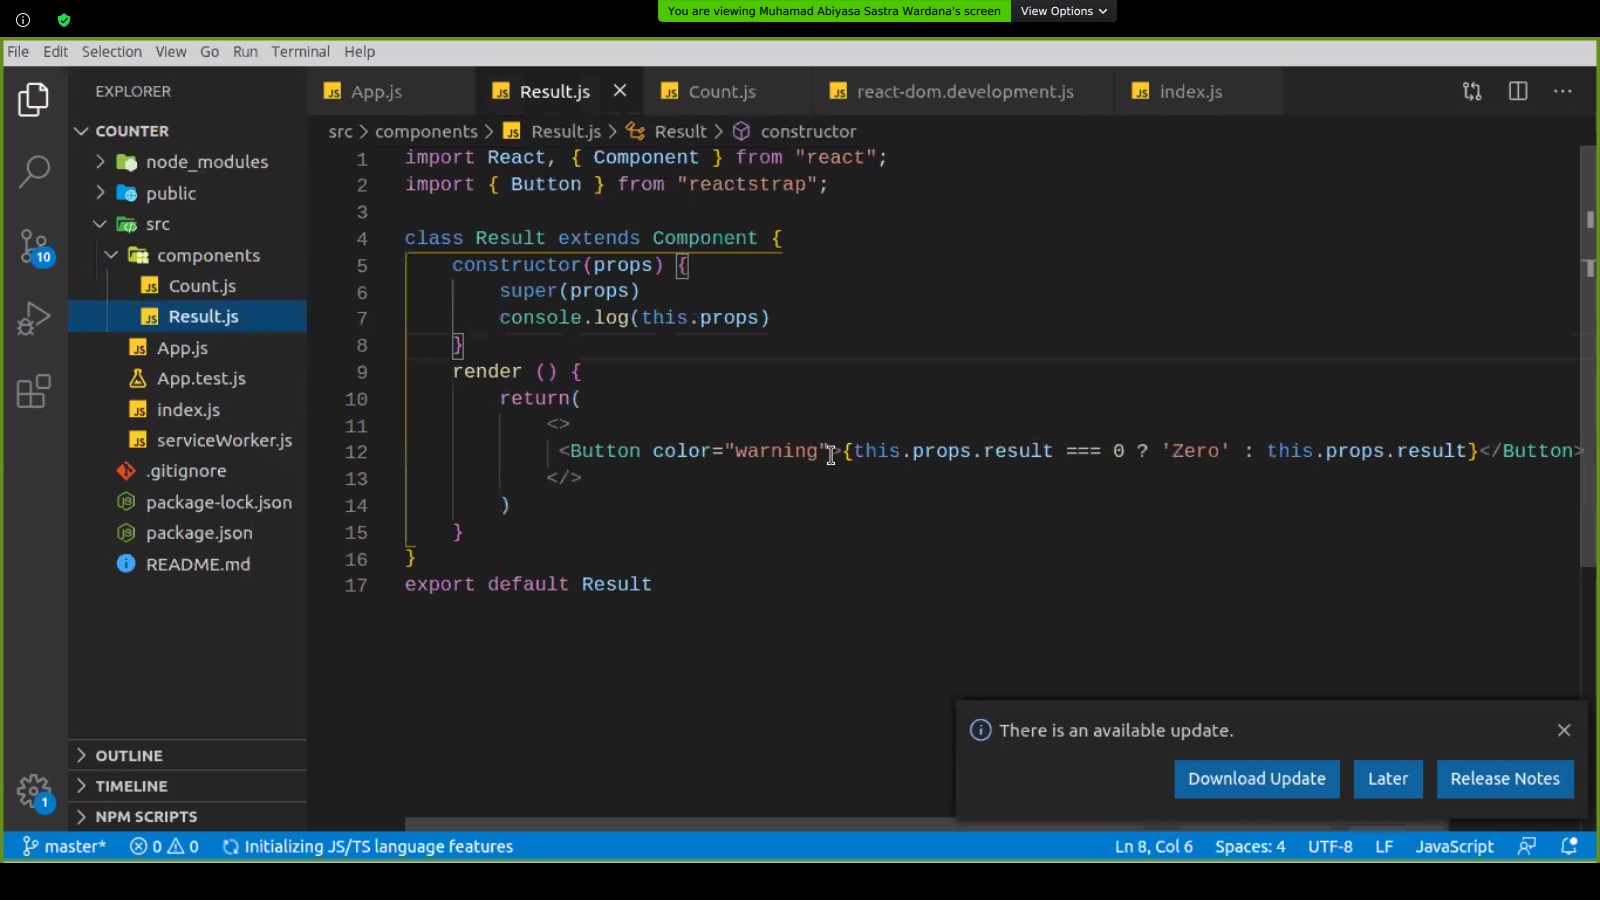 You are viewing Muhamad Abiyasa Sastra Wardana's screen
View Options
File Edit Selection View Go Run Terminal Help
EXPLORER
App.js
Result.js
Count.js
react-dom.development.js
index.js
COUNTER
node_modules
public
src
components
Count.js
Result.js
App.js
App.test.js
index.js
serviceWorker.js
.gitignore
package-lock.json
package.json
README.md
OUTLINE
TIMELINE
NPM SCRIPTS
10
1
src > components > JS Result.js > Result > constructor
1 import React, { Component } from "react";
2 import { Button } from "reactstrap";
3
4 class Result extends Component {
5 constructor(props) {
6 super(props)
7 console.log(this.props)
8 }
9 render () {
10 return(
11 <>
12 <Button color="warning">{this.props.result === 0 ? 'Zero' : this.props.result}</Button>
13 </>
14 )
15 }
16 }
17 export default Result
There is an available update.
Download Update
Later
Release Notes
master* 0 0 Initializing JS/TS language features
Ln 8, Col 6 Spaces: 4 UTF-8 LF JavaScript